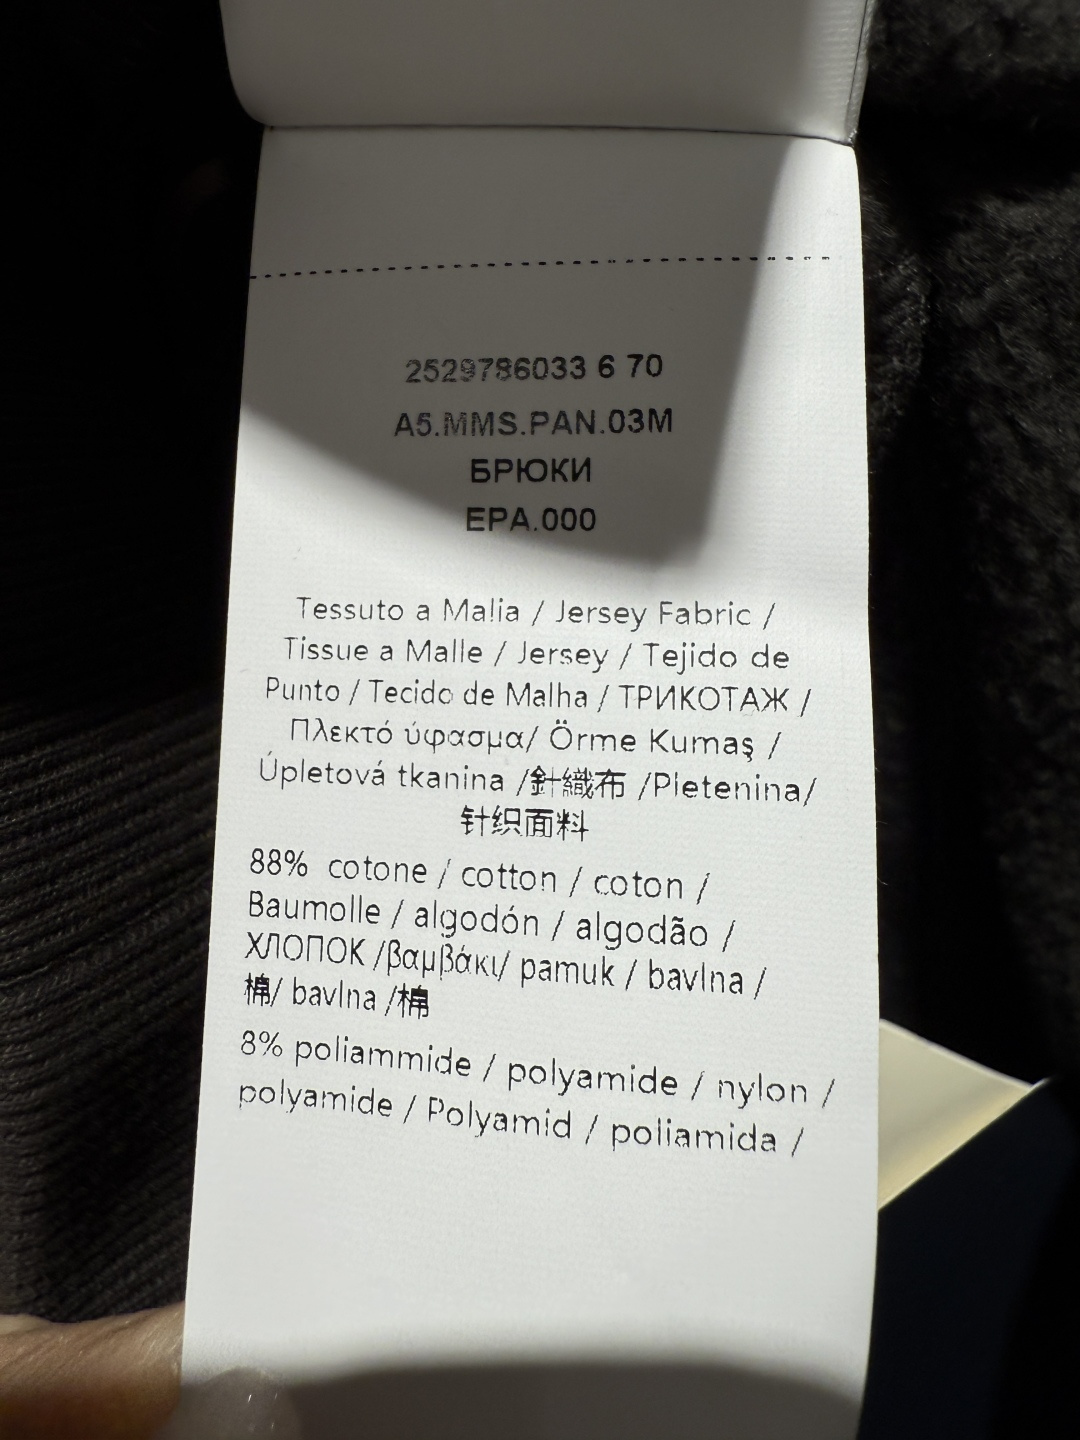 2529786033 6 70
A5.MMS.PAN.03M
БРЮКИ
EPA.000
Tessuto a Malia / Jersey Fabric /
Tissue a Malle / Jersey / Tejido de
Punto / Tecido de Malha / ТРИКОТАЖ /
Πλεκτό ύφασμα/ Örme Kumaş /
Úpletová tkanina /針織布 /Pletenina/
针织面料
88% cotone / cotton / coton /
Baumolle / algodón / algodão /
ХЛОПОК /βαμβάκι/ pamuk / bavlna /
棉/ bavlna /棉
8% poliammide / polyamide / nylon /
polyamide / Polyamid / poliamida /